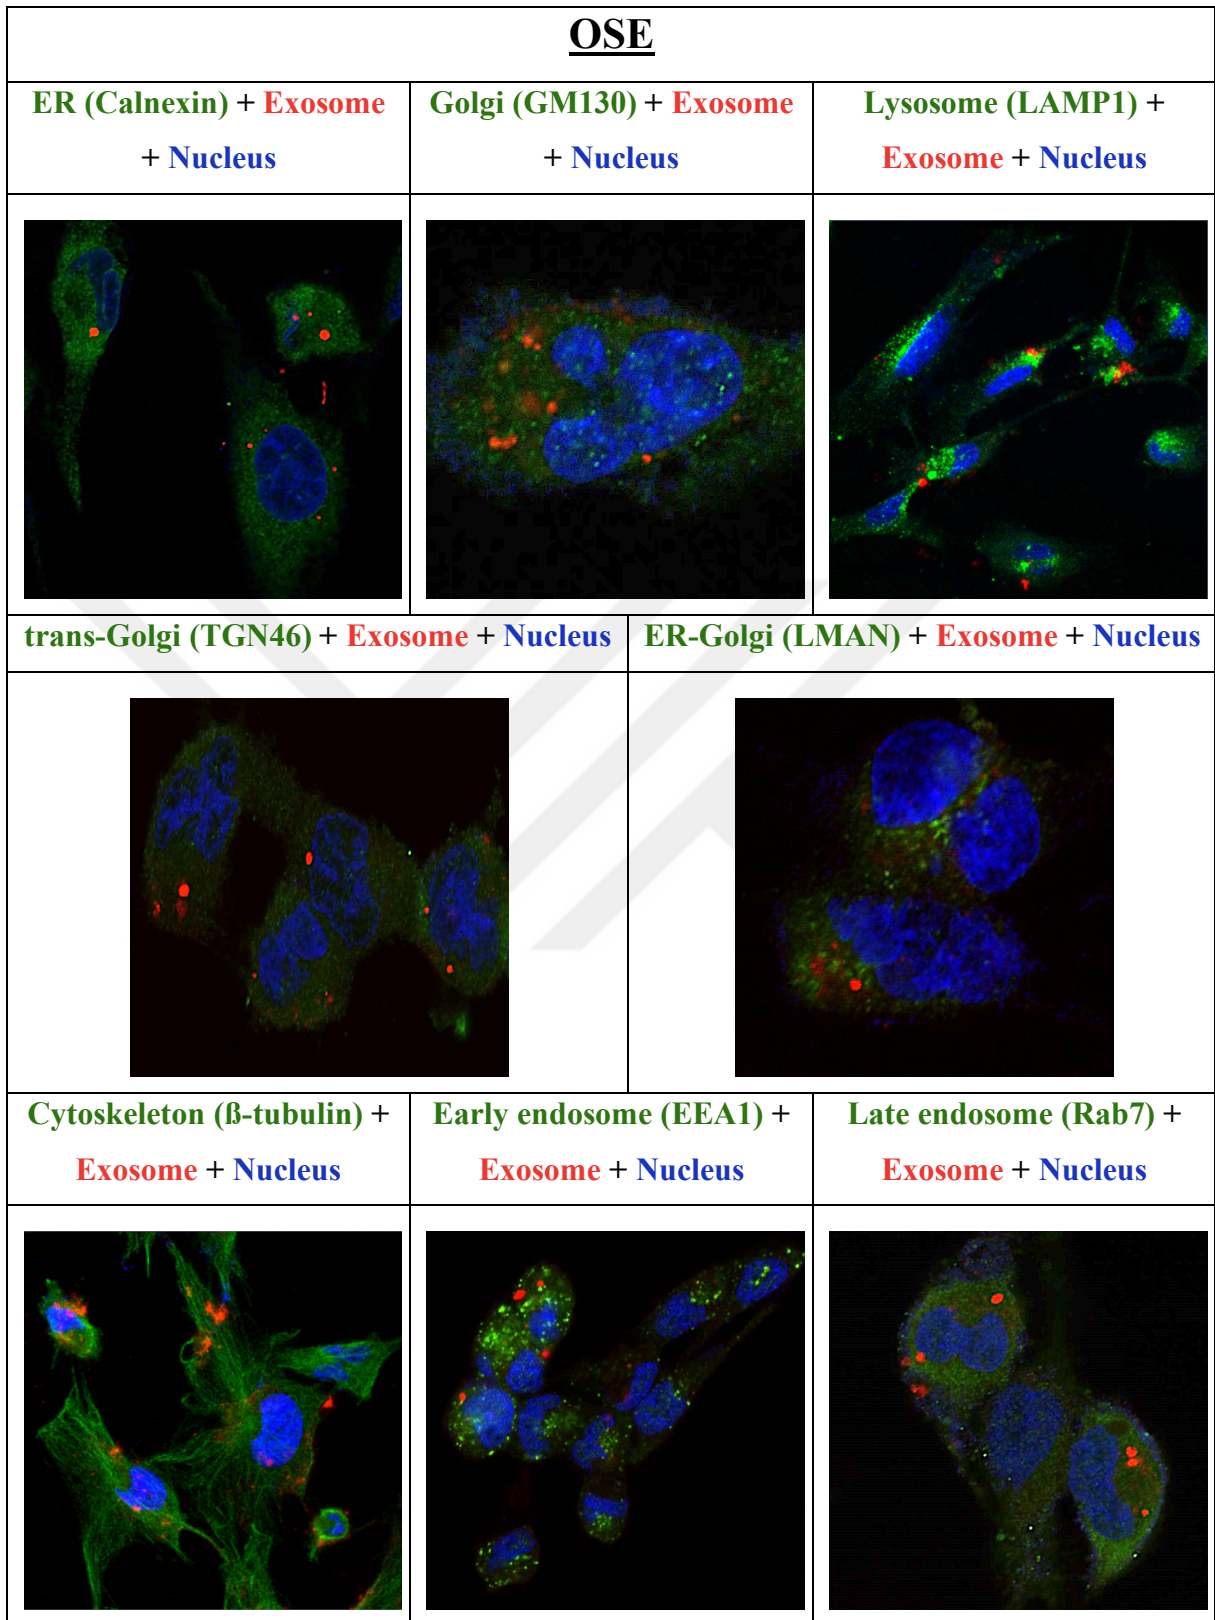 OSE
ER (Calnexin) + Exosome
+ Nucleus
Golgi (GM130) + Exosome
+ Nucleus
Lysosome (LAMP1) +
Exosome + Nucleus
trans-Golgi (TGN46) + Exosome + Nucleus
ER-Golgi (LMAN) + Exosome + Nucleus
Cytoskeleton (ß-tubulin) +
Exosome + Nucleus
Early endosome (EEA1) +
Exosome + Nucleus
Late endosome (Rab7) +
Exosome + Nucleus